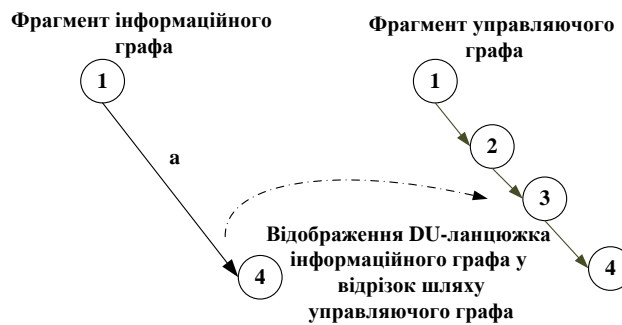 Фрагмент інформаційного
графа
Фрагмент управляючого
графа
1
1
a
2
3
Відображення DU-ланцюжка
інформаційного графа у
відрізок шляху
управляючого графа
4
4